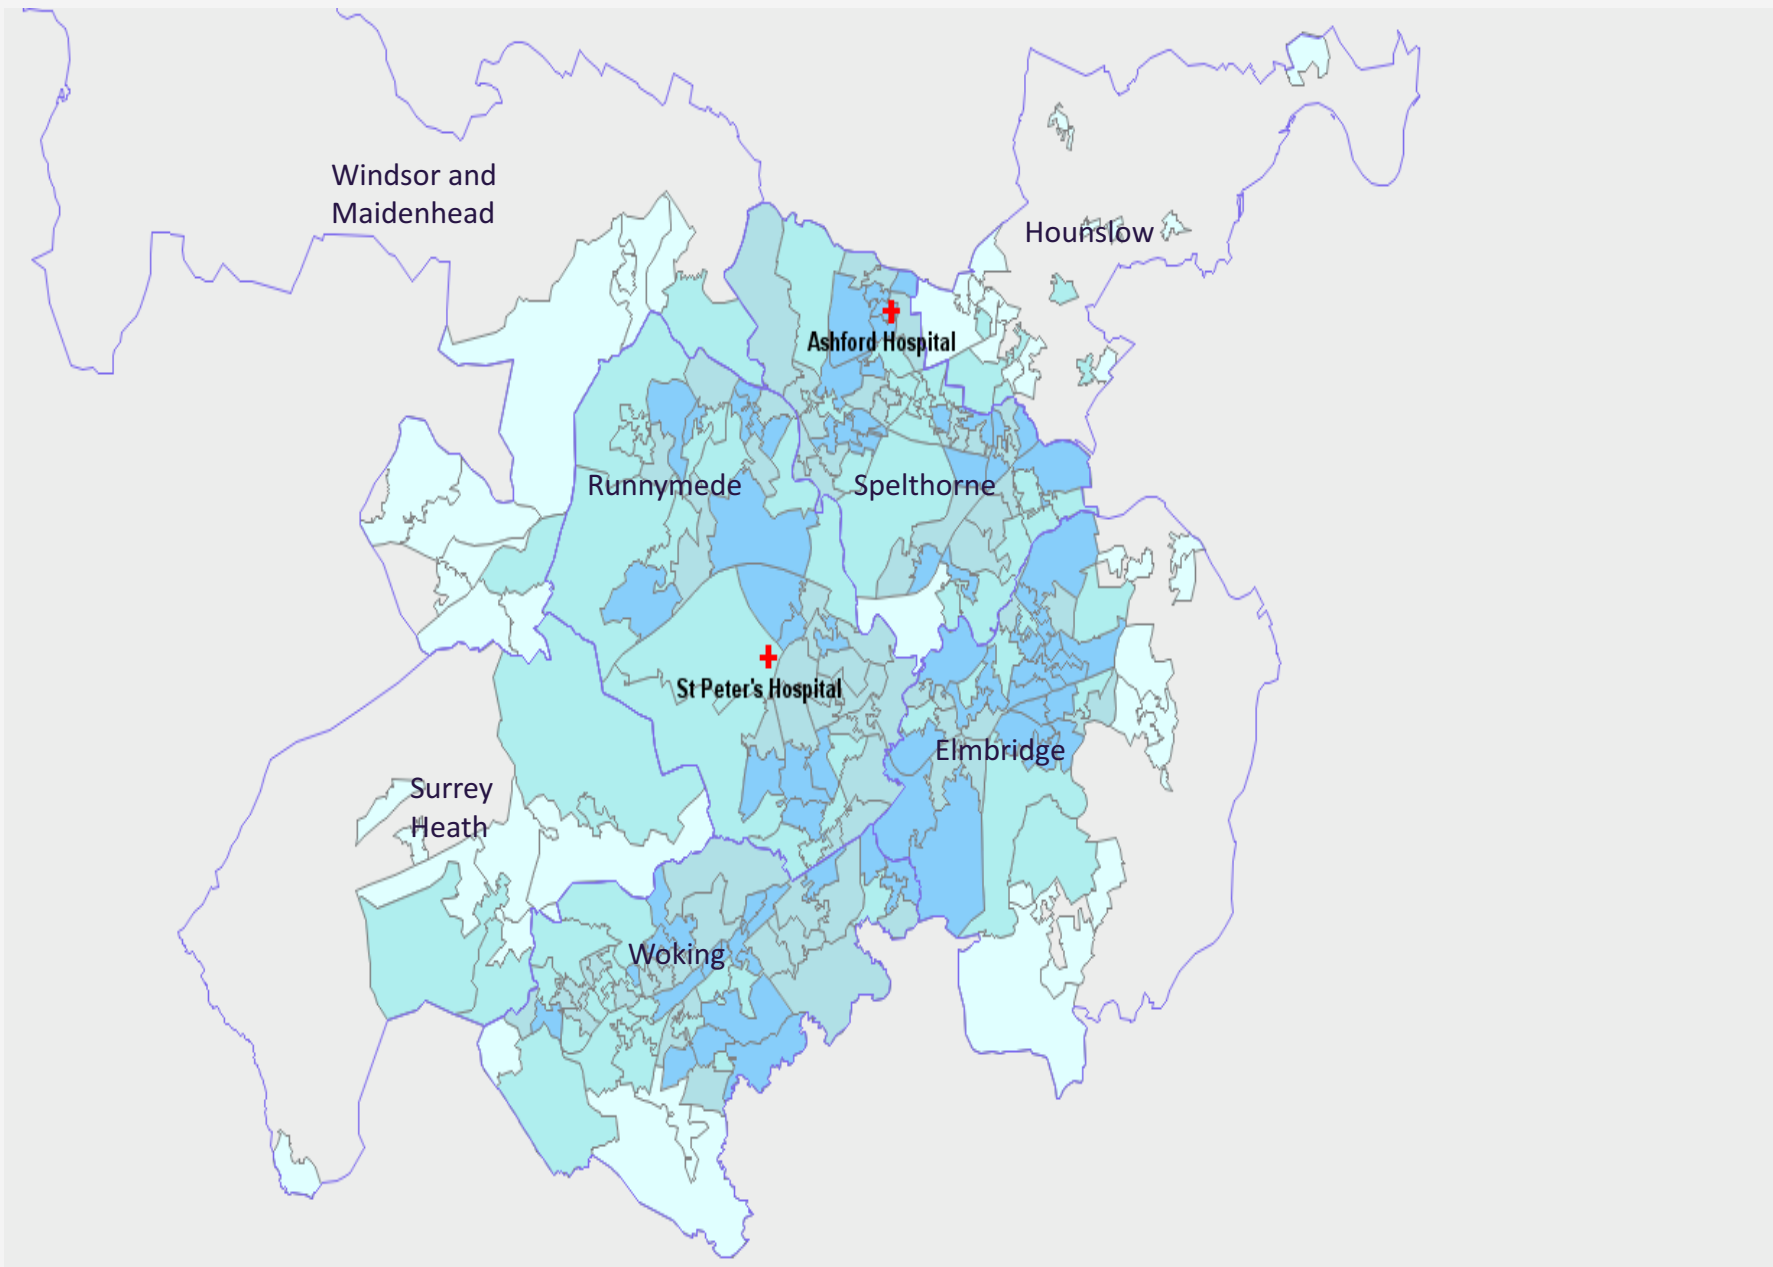 Windsor and
Maidenhead
Hounslow
Ashford Hospital
Runnymede
Spelthorne
St Peter's Hospital
Elmbridge
Surrey
Heath
Woking